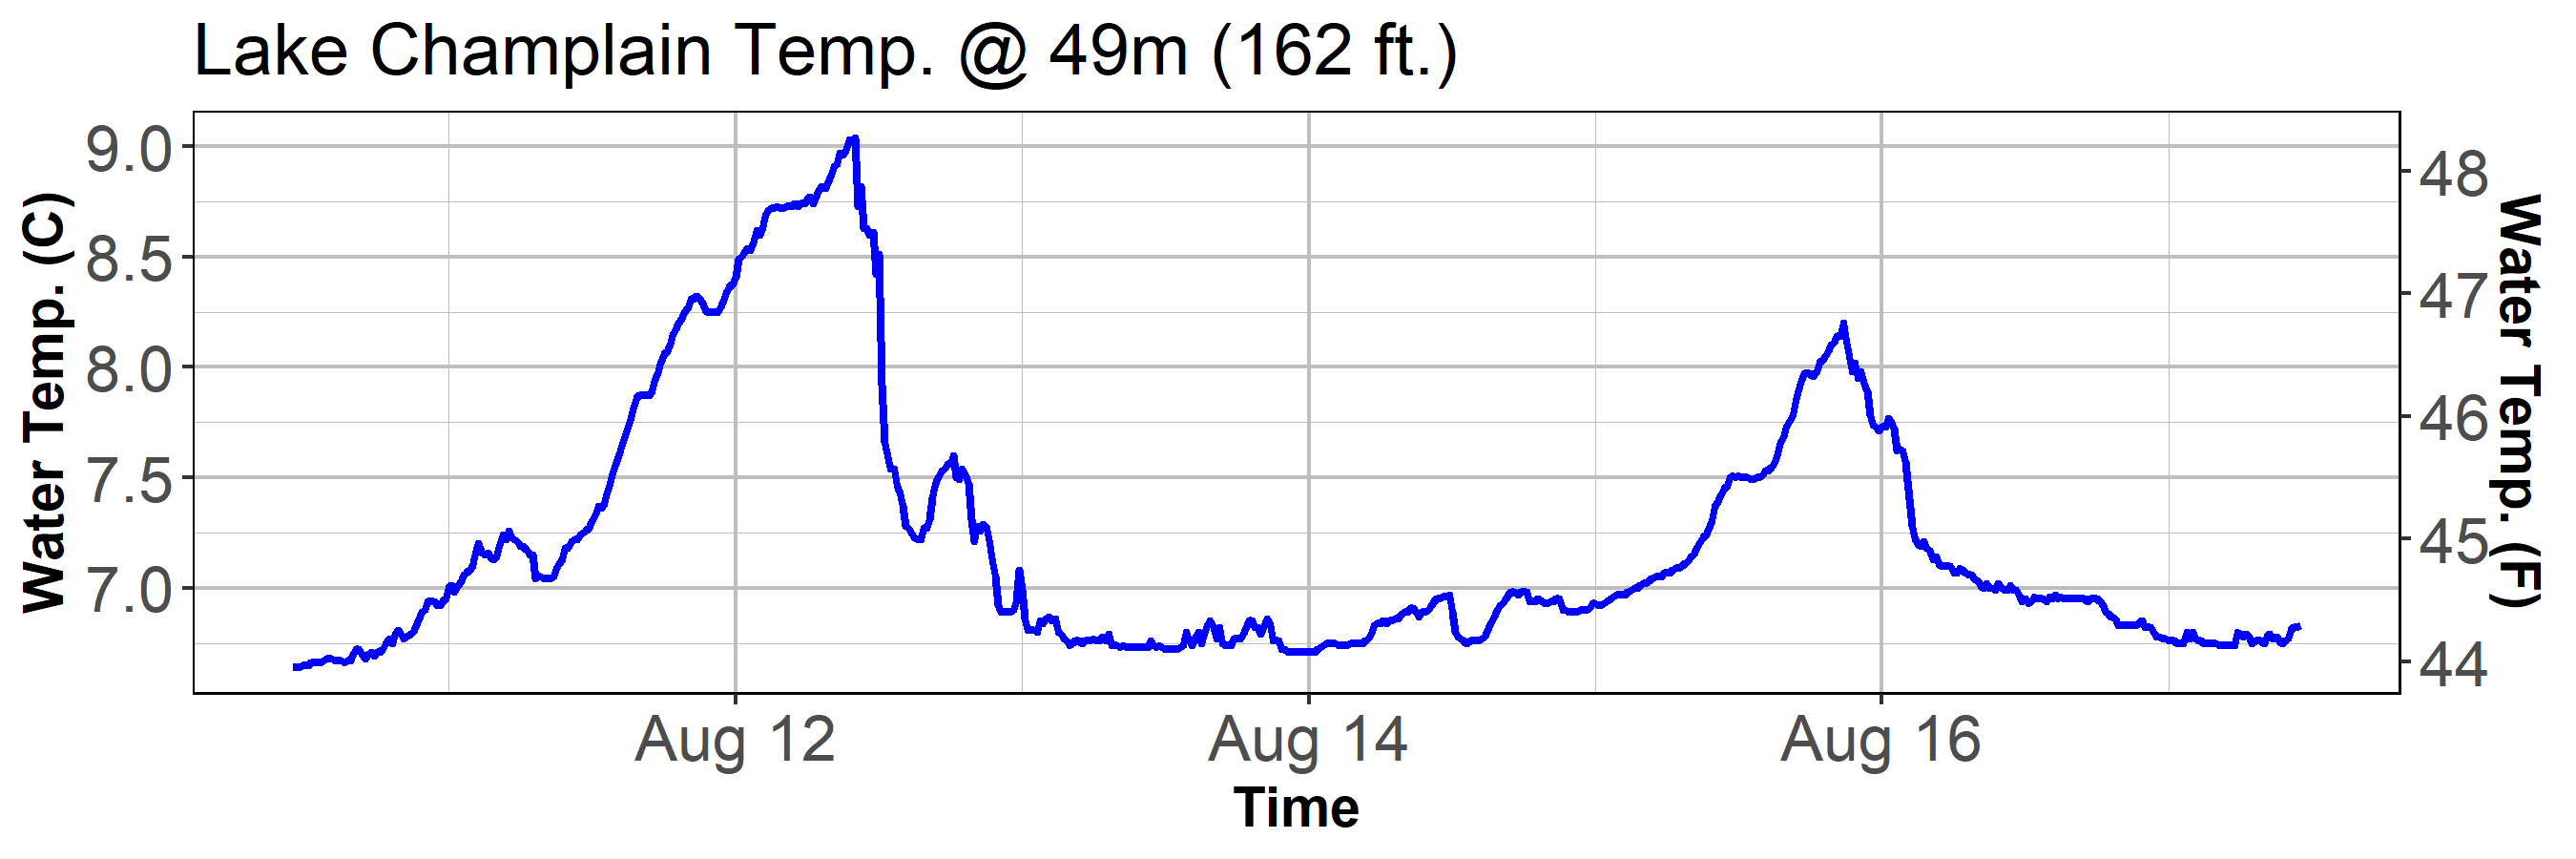 Lake Champlain Temp. @ 49m (162 ft.)
Water Temp. (C)
9.0
8.5
8.0
7.5
7.0
48
47
46
45
44
Water Temp. (F)
Aug 12 Aug 14 Aug 16
Time